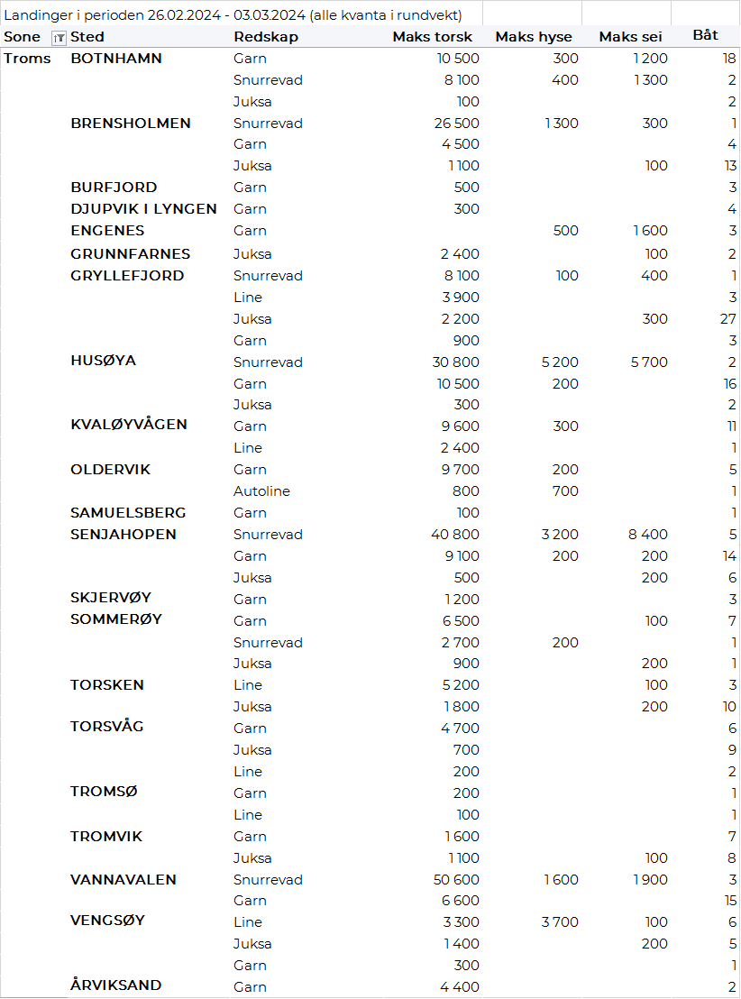 Landinger i perioden 26.02.2024 - 03.03.2024 (alle kvanta i rundvekt)
Sone Sted Redskap Maks torsk Maks hyse Maks sei Båt
Troms BOTNHAMN Garn 10 500 300 1 200 18
Snurrevad 8 100 400 1 300 2
Juksa 100 2
BRENSHOLMEN Snurrevad 26 500 1 300 300 1
Garn 4 500 4
Juksa 1 100 100 13
BURFJORD Garn 500 3
DJUPVIK I LYNGEN Garn 300 4
ENGENES Garn 500 1 600 3
GRUNNFARNES Juksa 2 400 100 2
GRYLLEFJORD Snurrevad 8 100 100 400 1
Line 3 900 3
Juksa 2 200 300 27
Garn 900 3
HUSØYA Snurrevad 30 800 5 200 5 700 2
Garn 10 500 200 16
Juksa 300 2
KVALØYVÅGEN Garn 9 600 300 11
Line 2 400 1
OLDERVIK Garn 9 700 200 5
Autoline 800 700 1
SAMUELSBERG Garn 100 1
SENJAHOPEN Snurrevad 40 800 3 200 8 400 5
Garn 9 100 200 200 14
Juksa 500 200 6
SKJERVØY Garn 1 200 3
SOMMERØY Garn 6 500 100 7
Snurrevad 2 700 200 1
Juksa 900 200 1
TORSKEN Line 5 200 100 3
Juksa 1 800 200 10
TORSVÅG Garn 4 700 6
Juksa 700 9
Line 200 2
TROMSØ Garn 200 1
Line 100 1
TROMVIK Garn 1 600 7
Juksa 1 100 100 8
VANNAVALEN Snurrevad 50 600 1 600 1 900 3
Garn 6 600 15
VENGSØY Line 3 300 3 700 100 6
Juksa 1 400 200 5
Garn 300 1
ÅRVIKSAND Garn 4 400 2